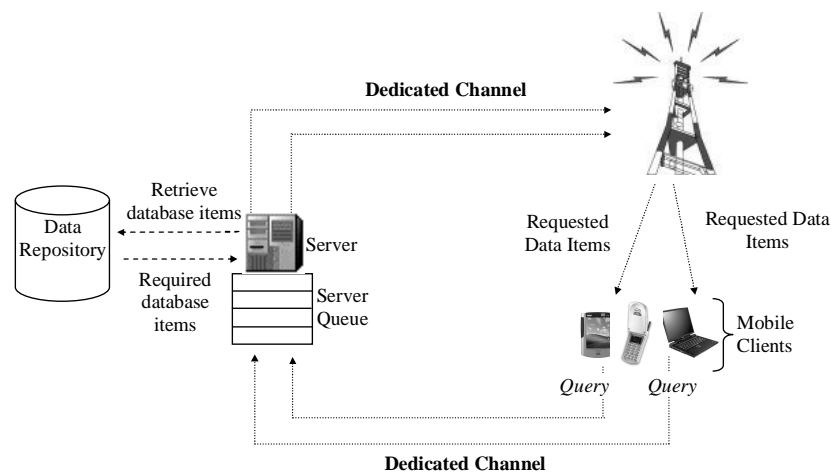 Dedicated Channel
Retrieve
database items
Data
Repository
Server
Required
database
items
Server
Queue
Requested
Data Items
Requested Data
Items
Mobile
Clients
Query
Query
Dedicated Channel